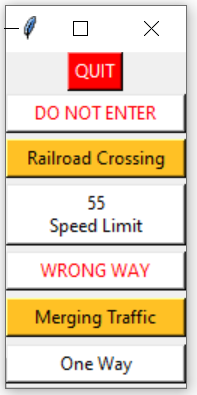 QUIT
DO NOT ENTER
Railroad Crossing
55
Speed Limit
WRONG WAY
Merging Traffic
One Way